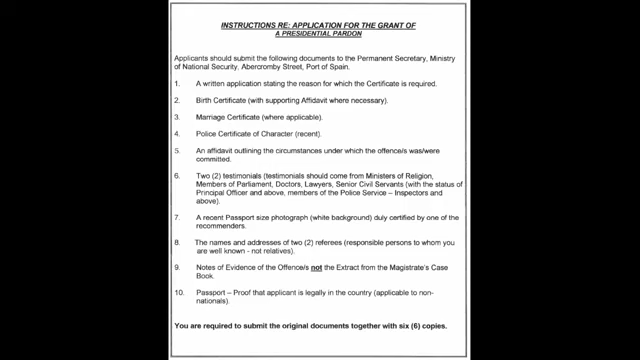 INSTRUCTIONS RE: APPLICATION FOR THE GRANT OF
A PRESIDENTIAL PARDON
Applicants should submit the following documents to the Permanent Secretary, Ministry
of National Security, Abercromby Street, Port of Spain.
1. A written application stating the reason for which the Certificate is required.
2. Birth Certificate (with supporting Affidavit where necessary).
3. Marriage Certificate (where applicable).
4. Police Certificate of Character (recent).
5. An affidavit outlining the circumstances under which the offence/s was/were
committed.
6. Two (2) testimonials (testimonials should come from Ministers of Religion,
Members of Parliament, Doctors, Lawyers, Senior Civil Servants (with the status of
Principal Officer and above, members of the Police Service – Inspectors and
above).
7. A recent Passport size photograph (white background) duly certified by one of the
recommenders.
8. The names and addresses of two (2) referees (responsible persons to whom you
are well known - not relatives).
9. Notes of Evidence of the Offence/s not the Extract from the Magistrate's Case
Book.
10. Passport – Proof that applicant is legally in the country (applicable to non-
nationals).
You are required to submit the original documents together with six (6) copies.